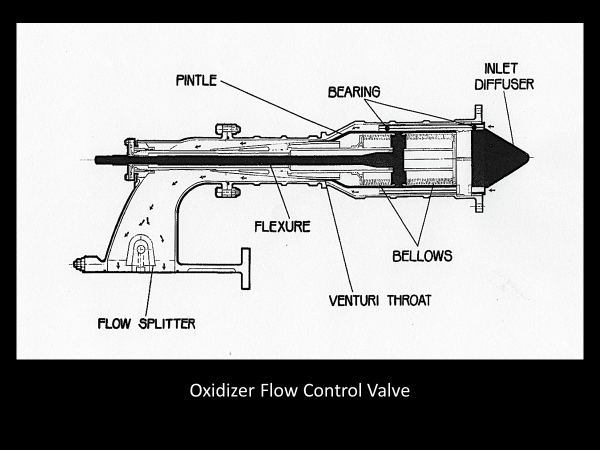 PINTLE
BEARING
INLET
DIFFUSER
FLEXURE
BELLOWS
VENTURI THROAT
FLOW SPLITTER
Oxidizer Flow Control Valve